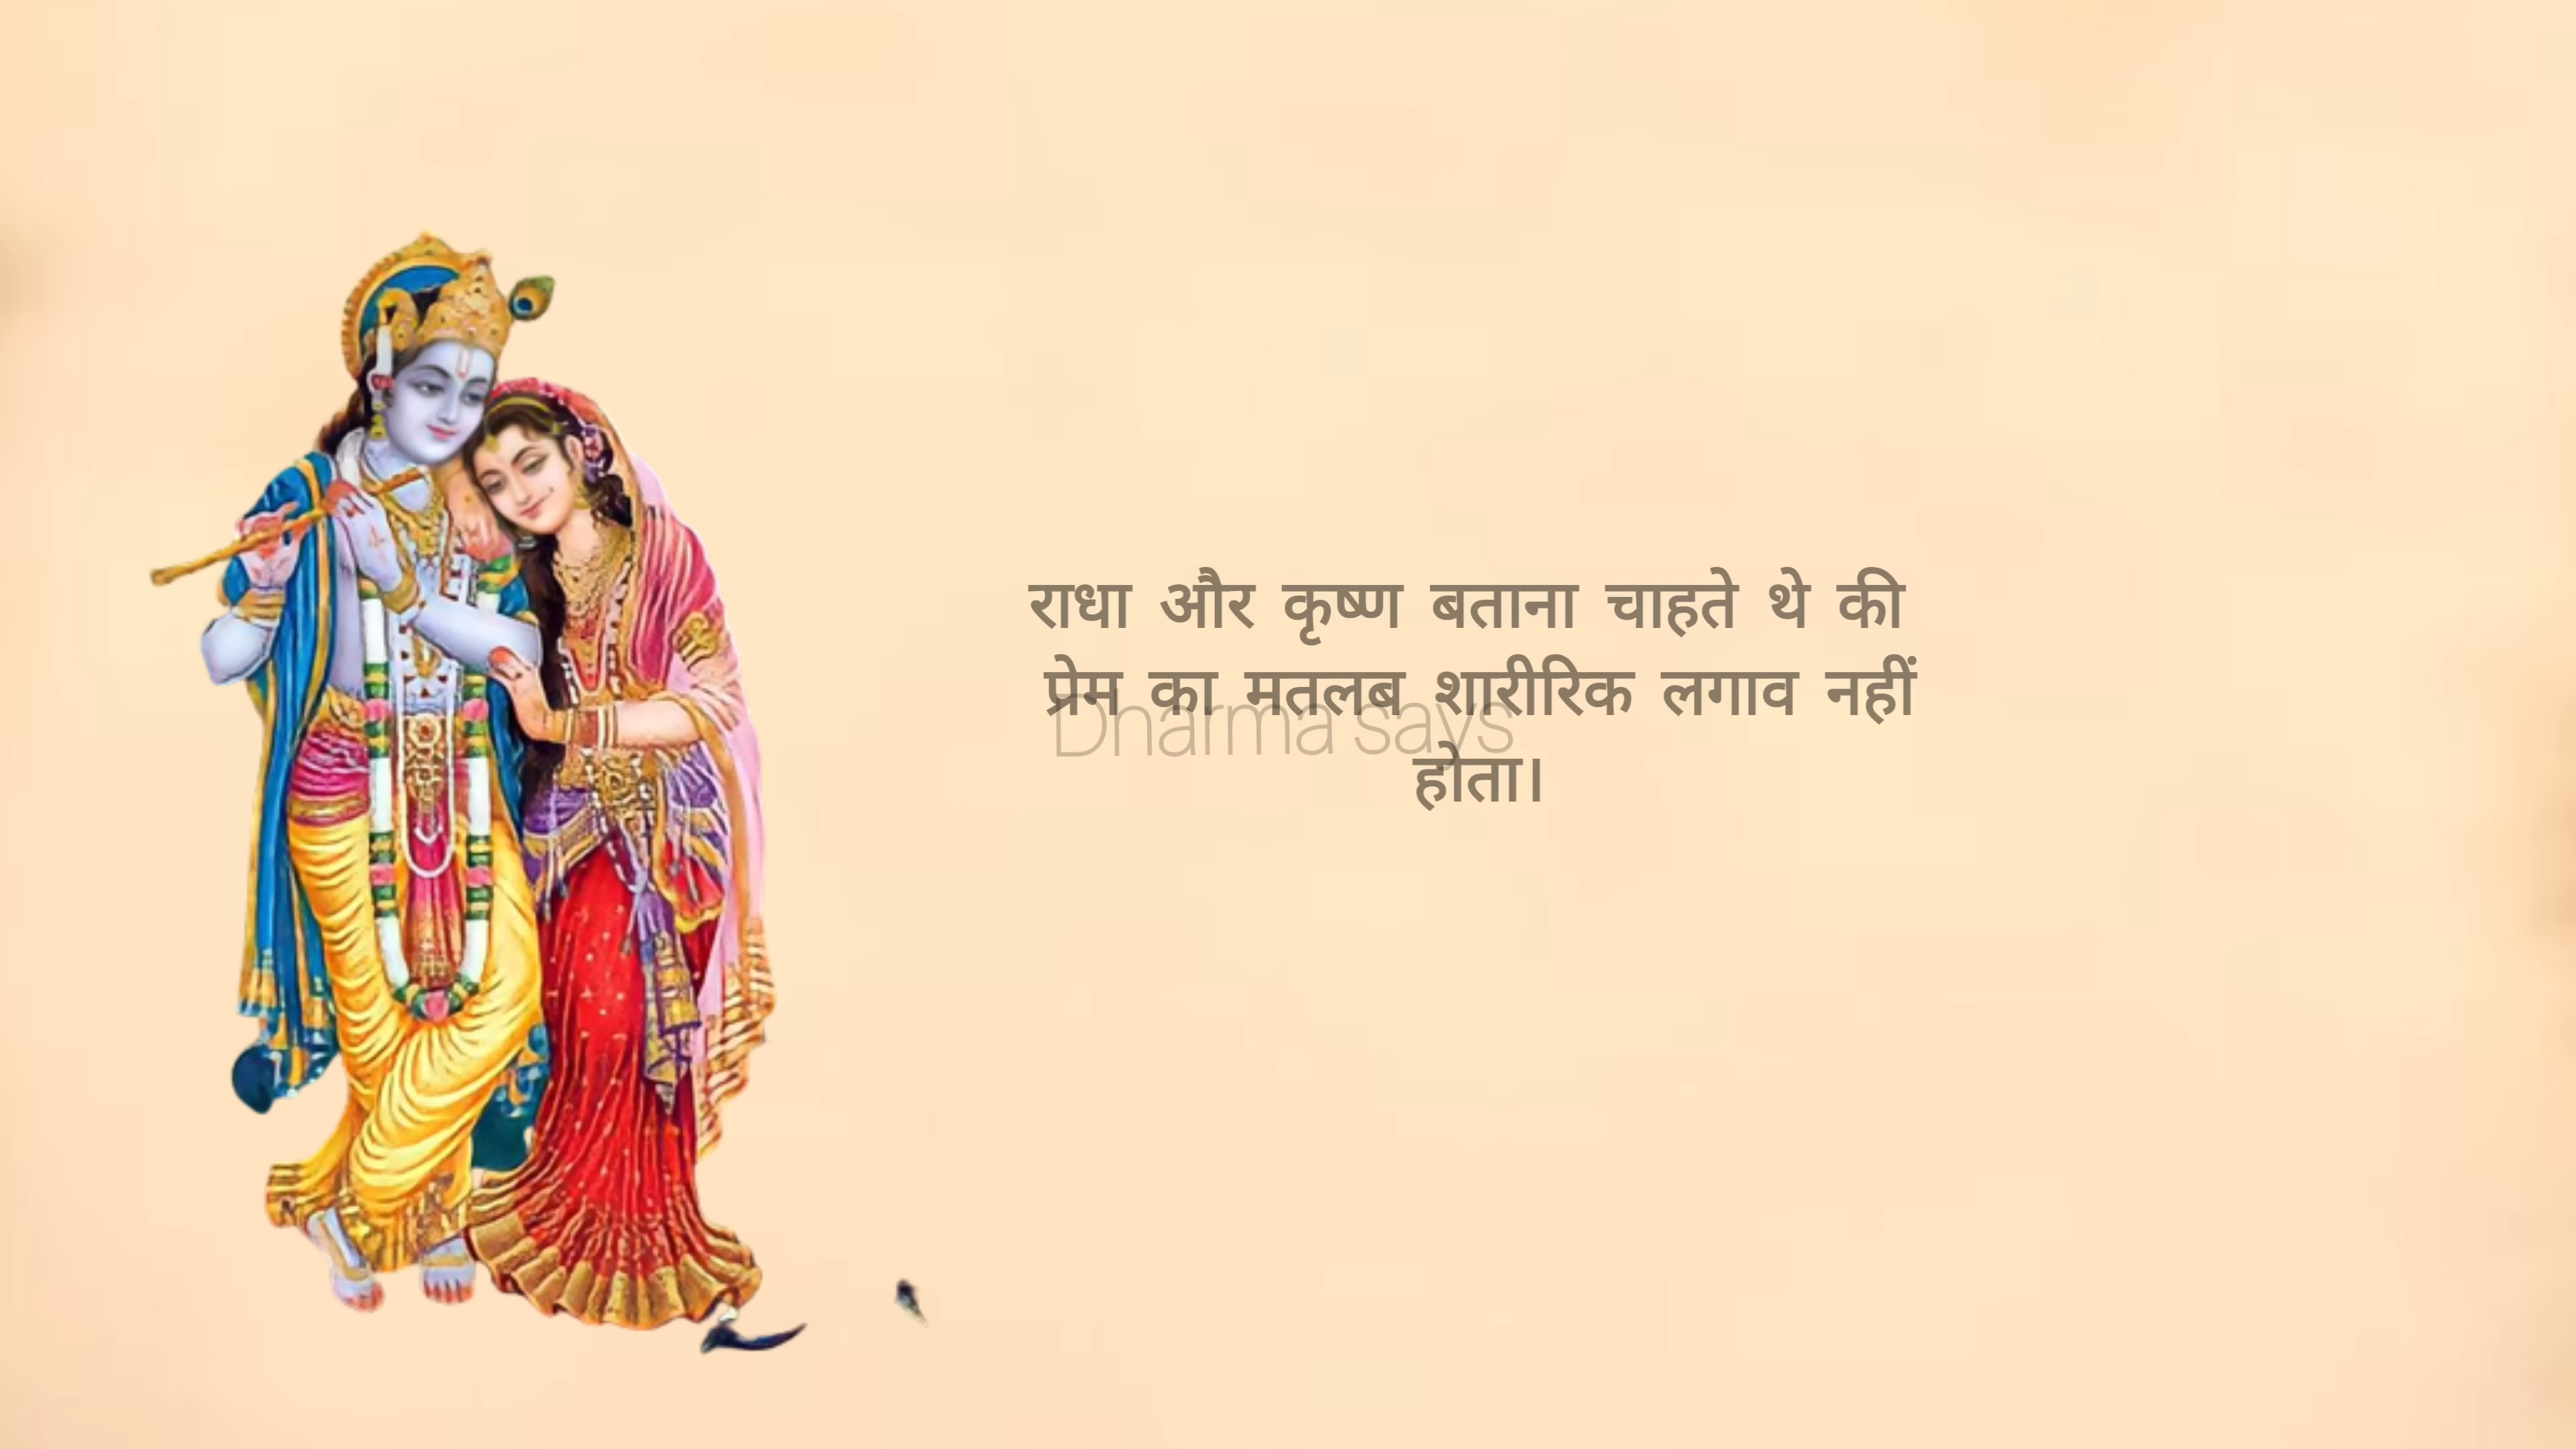 राधा और कृष्ण बताना चाहते थे की
प्रेम का मतलब शारीरिक लगाव नहीं
होता।
Dharma says